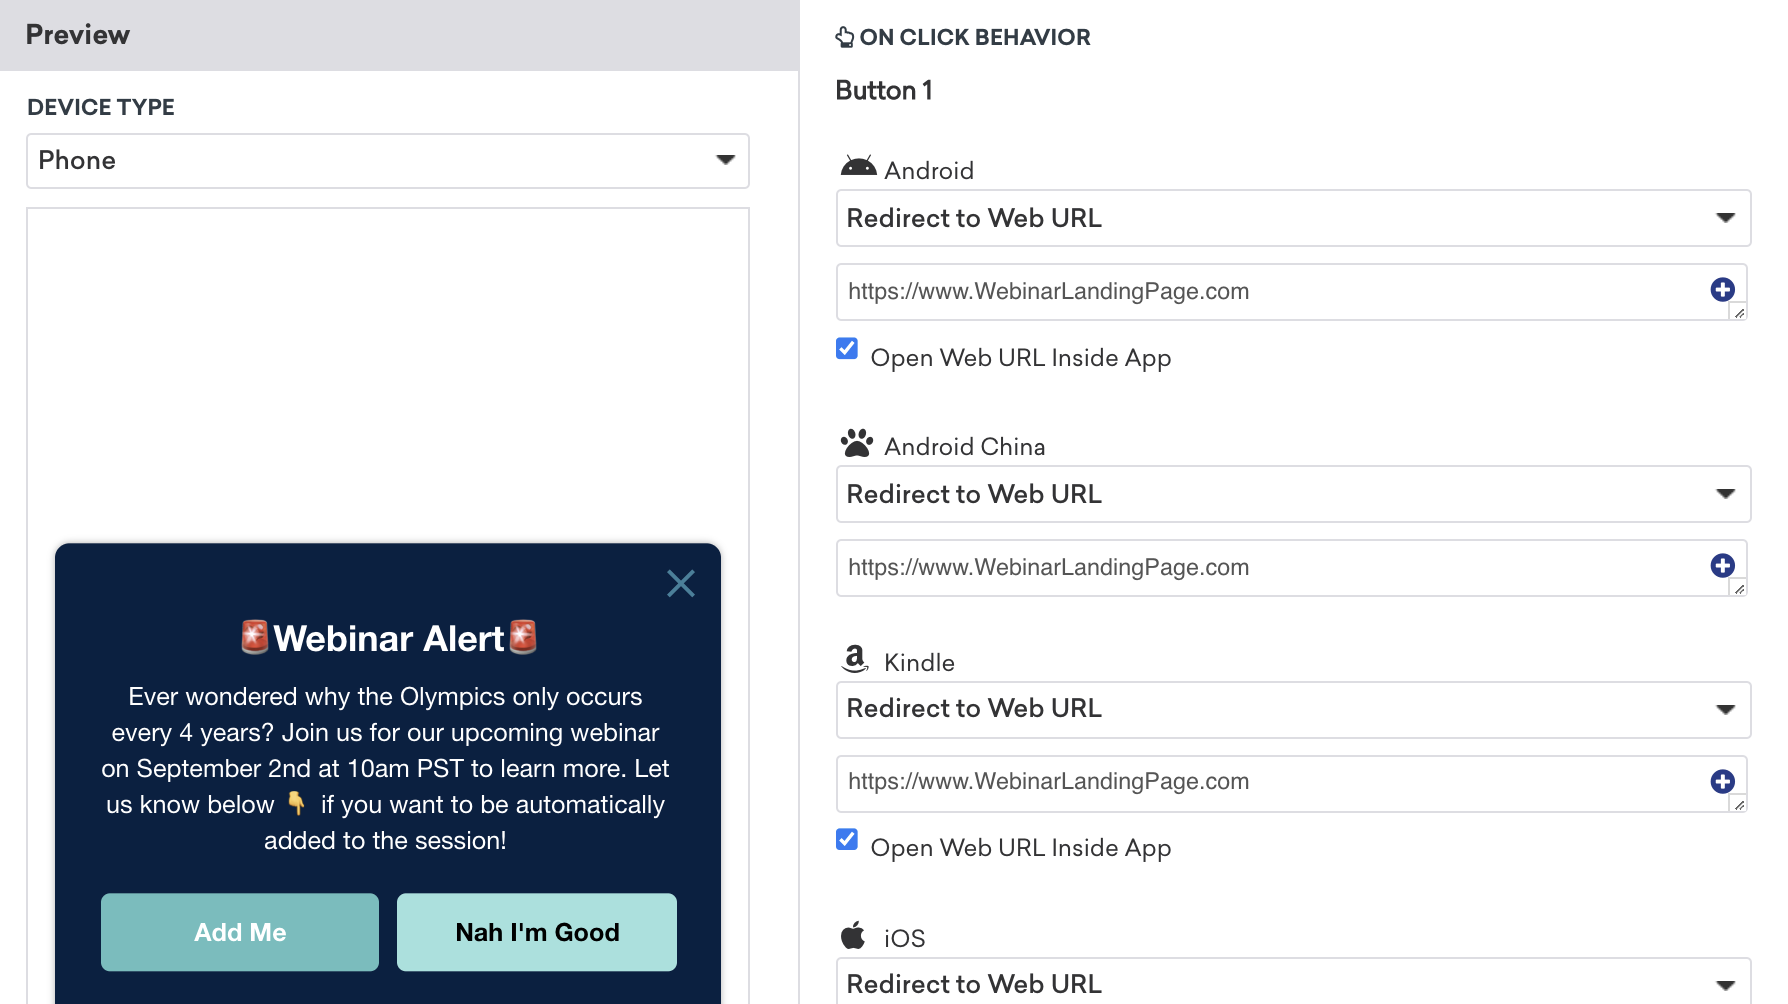 Preview
DEVICE TYPE
Phone
🚨Webinar Alert🚨
Ever wondered why the Olympics only occurs
every 4 years? Join us for our upcoming webinar
on September 2nd at 10am PST to learn more. Let
us know below 👇 if you want to be automatically
added to the session!
Add Me
Nah I'm Good
ON CLICK BEHAVIOR
Button 1
Android
Redirect to Web URL
https://www.WebinarLandingPage.com
Open Web URL Inside App
Android China
Redirect to Web URL
https://www.WebinarLandingPage.com
Kindle
Redirect to Web URL
https://www.WebinarLandingPage.com
Open Web URL Inside App
iOS
Redirect to Web URL